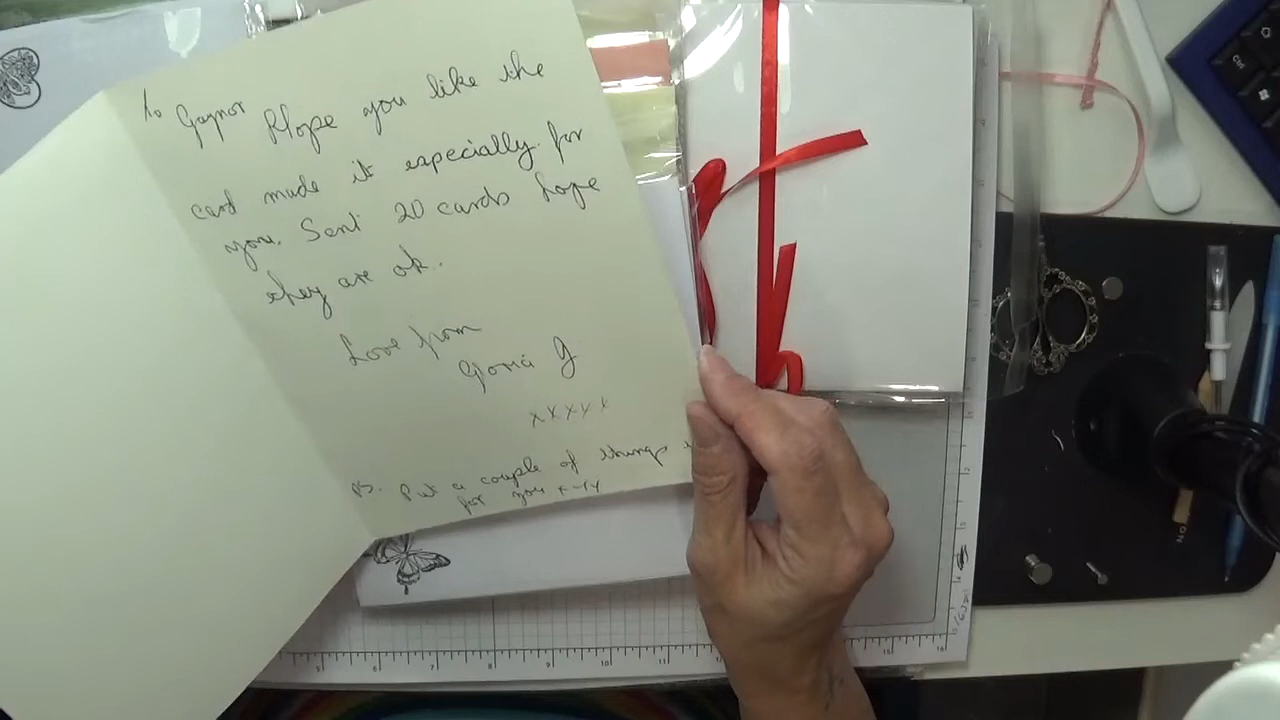 To Gaynor Hope you like the
card made it especially for
you. Sent 20 cards hope
they are ok.
Love from
Gloria G
xxxxx
PS. Put a couple of things
for you
Ctrl